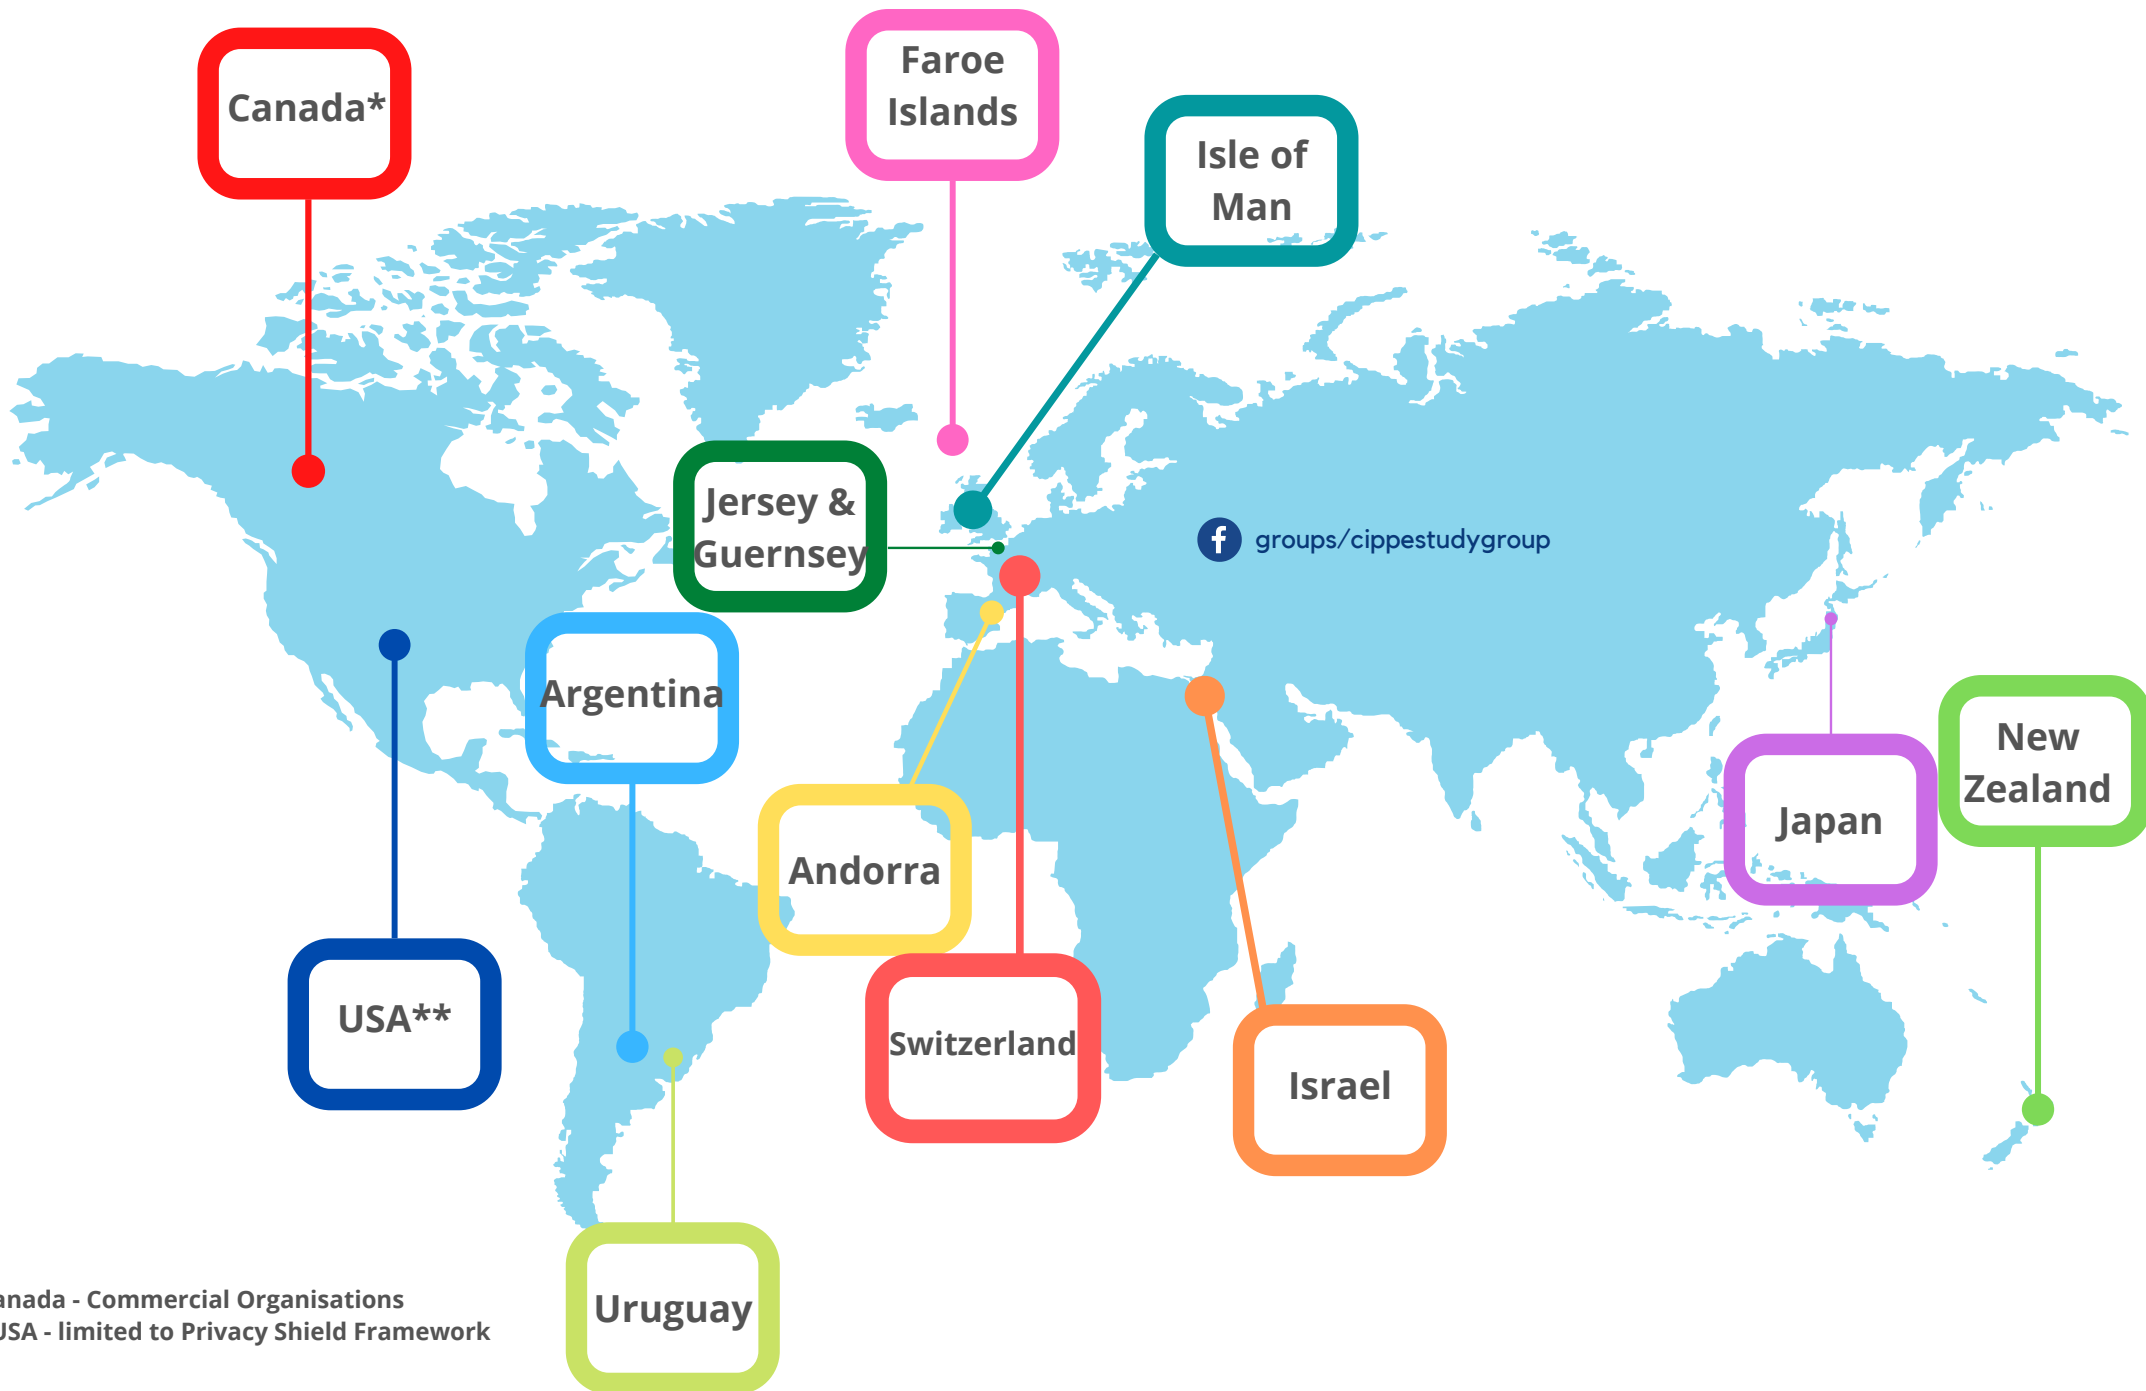 Canada*
Faroe
Islands
Isle of
Man
Jersey &
Guernsey
groups/cippestudygroup
Argentina
New
Zealand
Japan
Andorra
USA**
Switzerland
Israel
Uruguay
anada - Commercial Organisations
USA - limited to Privacy Shield Framework